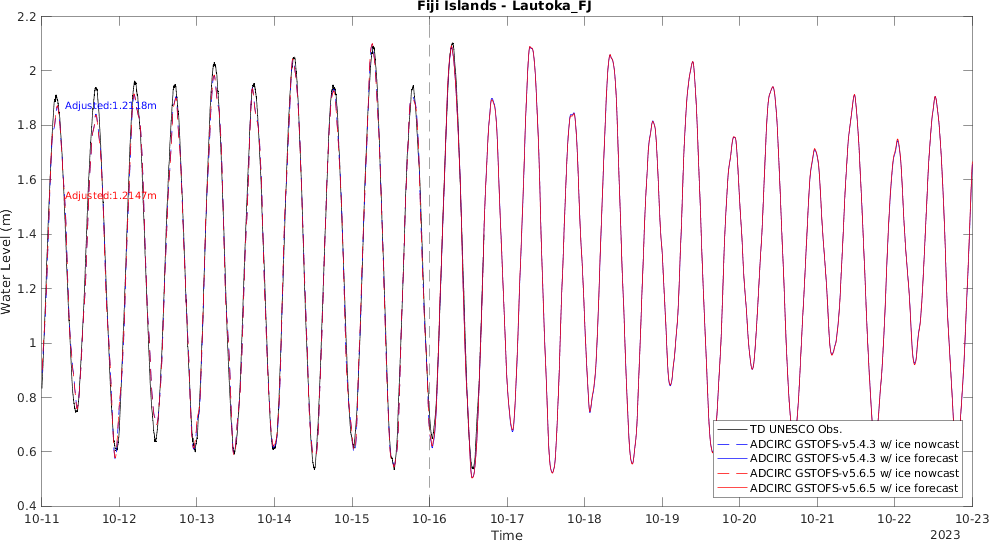 Fiji Islands - Lautoka_FJ
2.2
2
1.8
1.6
1.4
1.2
1
0.8
0.6
0.4
Water Level (m)
Adjusted:1.2118m
Adjusted:1.2147m
TD UNESCO Obs.
ADCIRC GSTOFS-v5.4.3 w/ ice nowcast
ADCIRC GSTOFS-v5.4.3 w/ ice forecast
ADCIRC GSTOFS-v5.6.5 w/ ice nowcast
ADCIRC GSTOFS-v5.6.5 w/ ice forecast
10-11 10-12 10-13 10-14 10-15 10-16 10-17 10-18 10-19 10-20 10-21 10-22 10-23
Time
2023